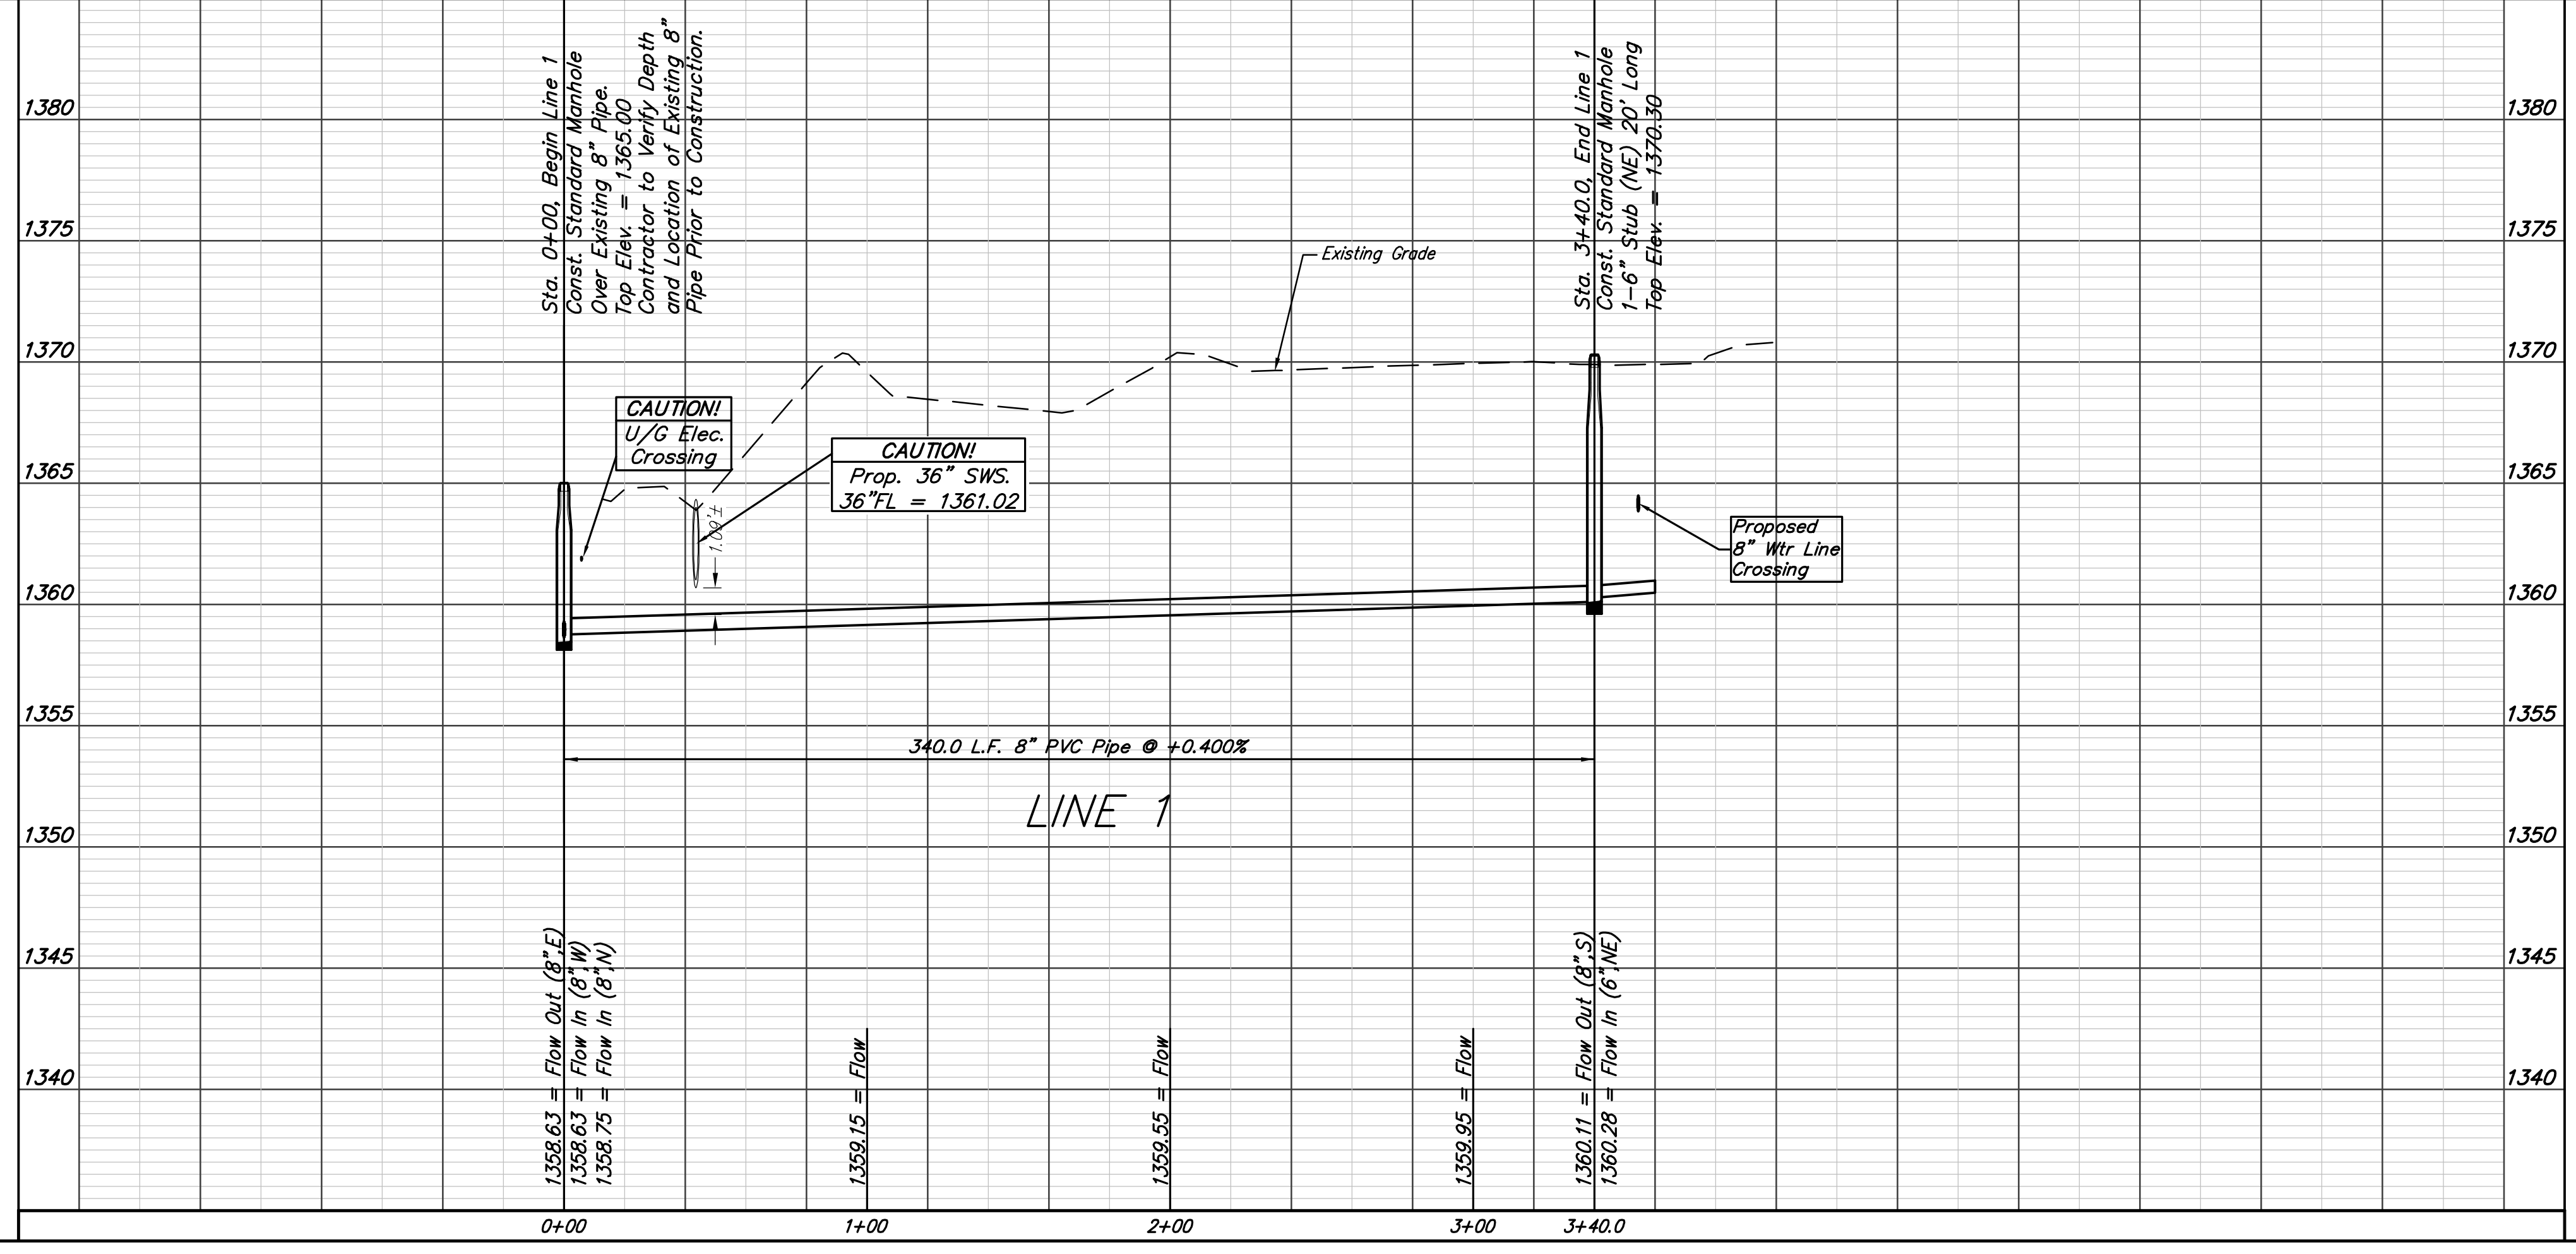 Sta. 0+00, Begin Line 1
Const. Standard Manhole
Over Existing 8" Pipe.
Top Elev. = 1365.00
Contractor to Verify Depth
and Location of Existing 8"
Pipe Prior to Construction.
Sta. 3+40.0, End Line 1
Const. Standard Manhole
1-6" Stub (NE) 20' Long
Top Elev. = 1370.30
1380
1380
1375
1375
Existing Grade
1370
1370
CAUTION!
U/G Elec.
Crossing
CAUTION!
Prop. 36" SWS.
36"FL = 1361.02
1365
1365
1.09'±
Proposed
8" Wtr Line
Crossing
1360
1360
1355
1355
340.0 L.F. 8" PVC Pipe @ +0.400%
LINE 1
1350
1350
1345
1345
1340
1340
1358.63 = Flow Out (8",E)
1358.63 = Flow In (8",W)
1358.75 = Flow In (8",N)
1359.15 = Flow
1359.55 = Flow
1359.95 = Flow
1360.11 = Flow Out (8",S)
1360.28 = Flow In (6",NE)
0+00
1+00
2+00
3+00
3+40.0